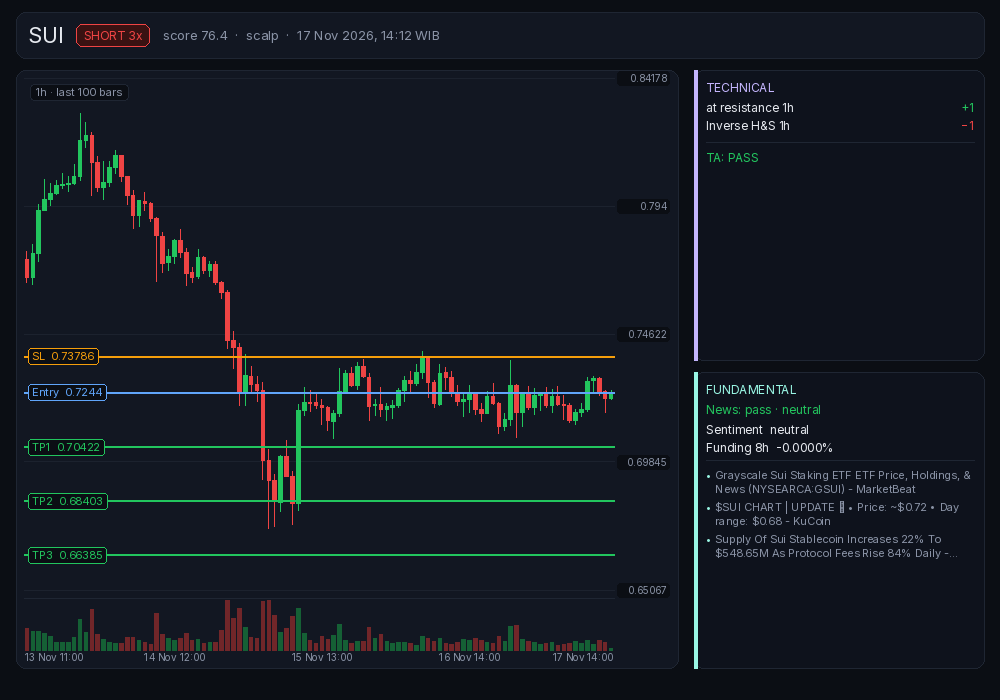 SUI SHORT 3x score 76.4 · scalp · 17 Nov 2026, 14:12 WIB
1h · last 100 bars
0.84178
0.794
0.74622
0.69845
0.65067
SL 0.73786
Entry 0.7244
TP1 0.70422
TP2 0.68403
TP3 0.66385
13 Nov 11:00 14 Nov 12:00 15 Nov 13:00 16 Nov 14:00 17 Nov 14:00
TECHNICAL
at resistance 1h +1
Inverse H&S 1h −1
TA: PASS
FUNDAMENTAL
News: pass · neutral
Sentiment neutral
Funding 8h -0.0000%
• Grayscale Sui Staking ETF ETF Price, Holdings, &
News (NYSEARCA:GSUI) - MarketBeat
• $SUI CHART | UPDATE • Price: ~$0.72 • Day
range: $0.68 - KuCoin
• Supply Of Sui Stablecoin Increases 22% To
$548.65M As Protocol Fees Rise 84% Daily -...